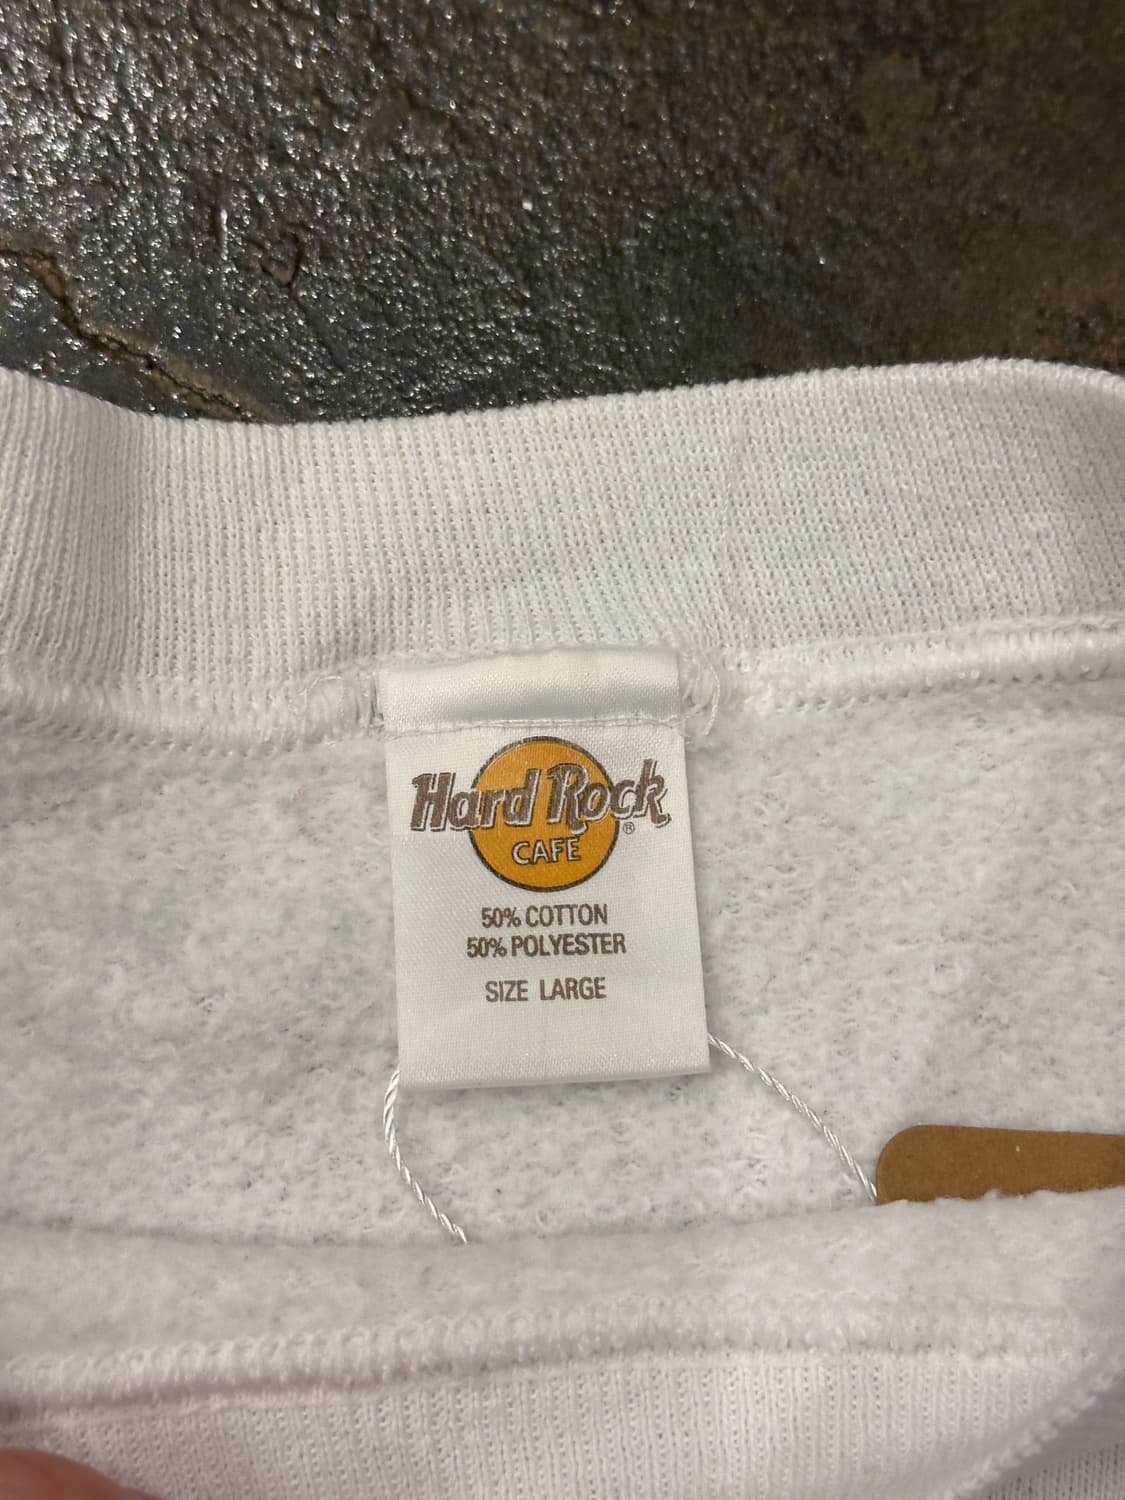 Hard Rock
®
CAFE
50% COTTON
50% POLYESTER
SIZE LARGE